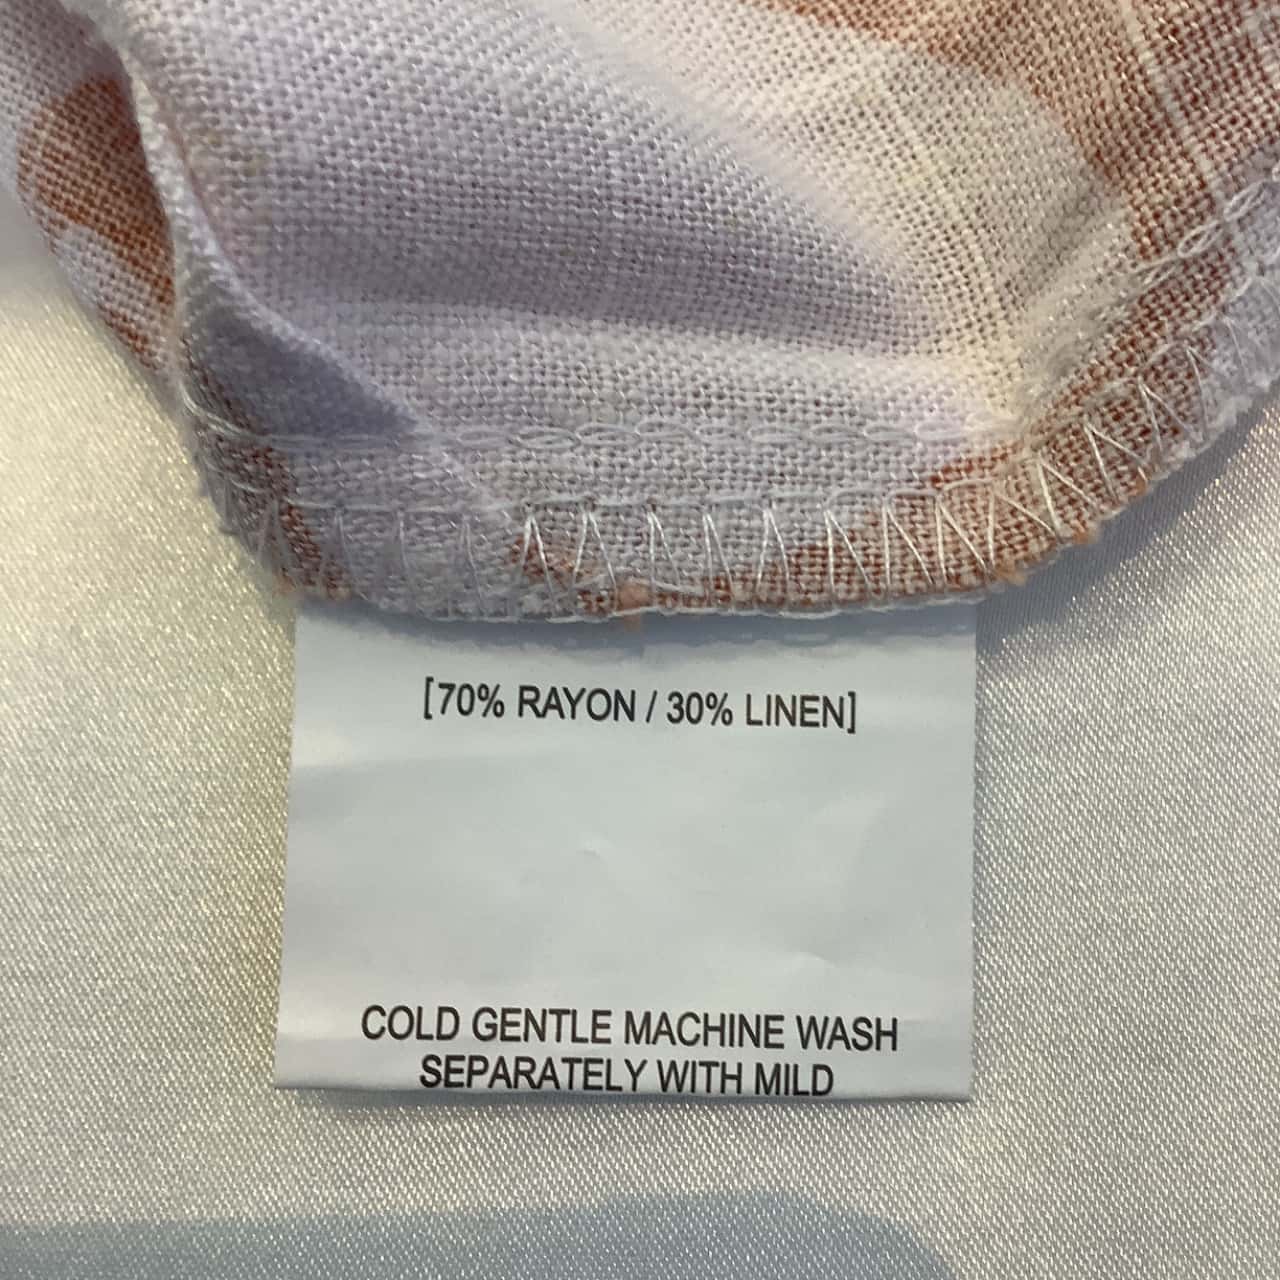 [70% RAYON / 30% LINEN]
COLD GENTLE MACHINE WASH
SEPARATELY WITH MILD